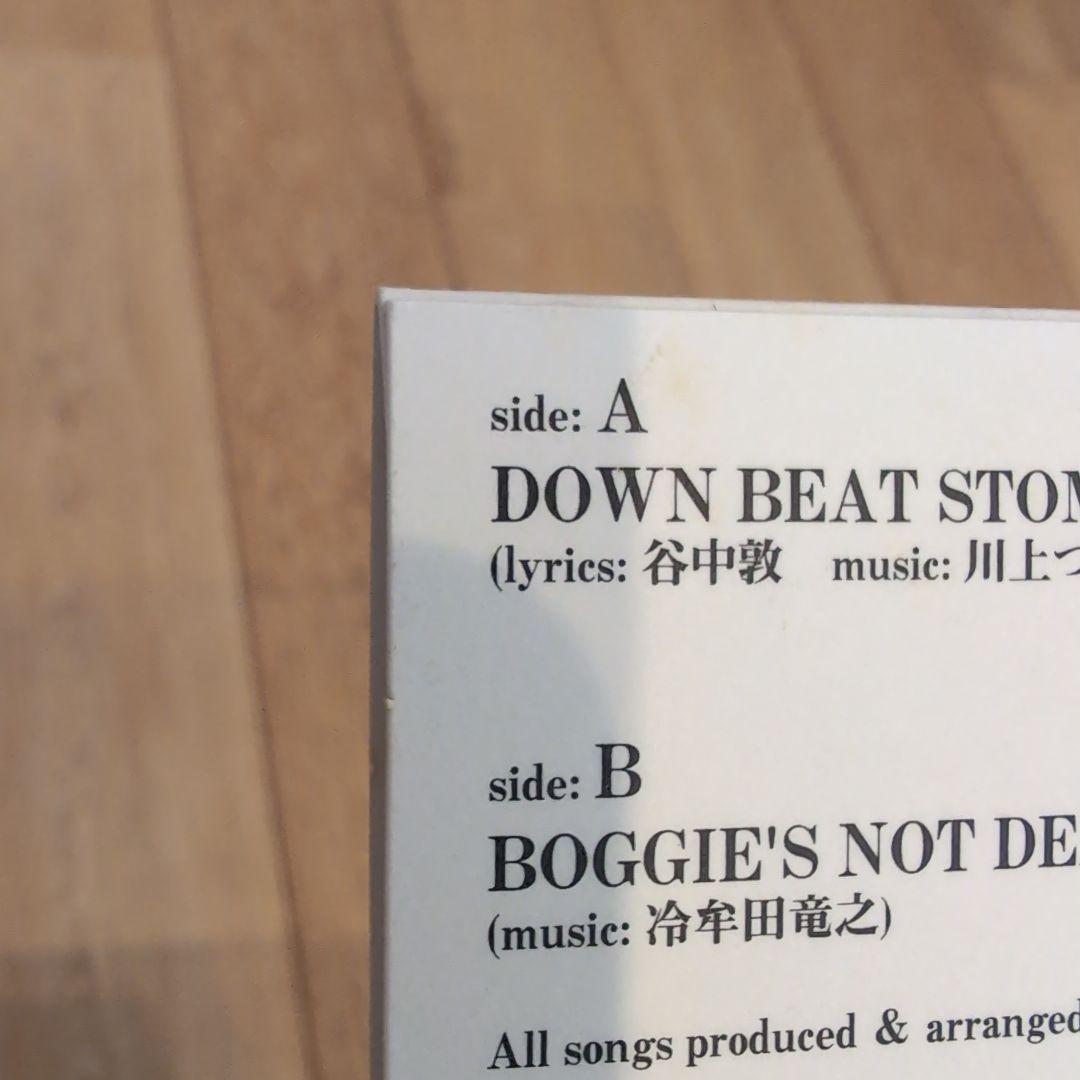 side: A
DOWN BEAT STOM
(lyrics: 谷中敦　music: 川上つ
side: B
BOGGIE'S NOT DE
(music: 冷牟田竜之)
All songs produced & arranged